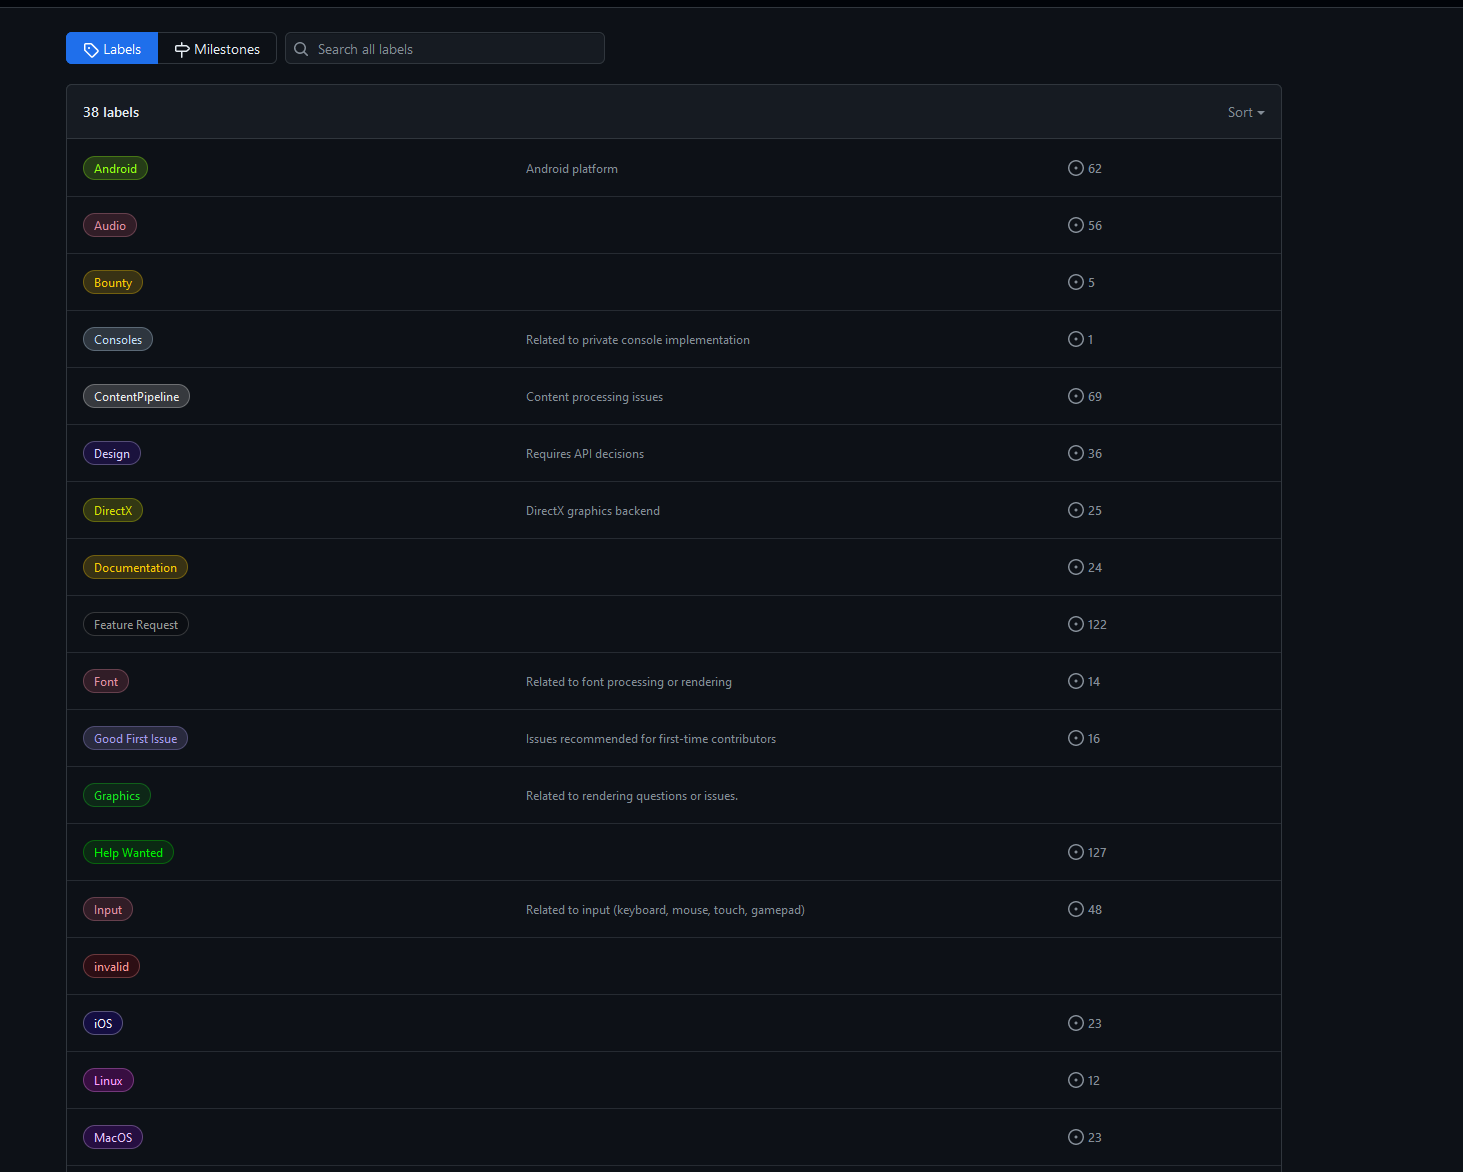 Labels Milestones Search all labels
38 labels Sort
Android Android platform 62
Audio 56
Bounty 5
Consoles Related to private console implementation 1
ContentPipeline Content processing issues 69
Design Requires API decisions 36
DirectX DirectX graphics backend 25
Documentation 24
Feature Request 122
Font Related to font processing or rendering 14
Good First Issue Issues recommended for first-time contributors 16
Graphics Related to rendering questions or issues.
Help Wanted 127
Input Related to input (keyboard, mouse, touch, gamepad) 48
invalid
iOS 23
Linux 12
MacOS 23